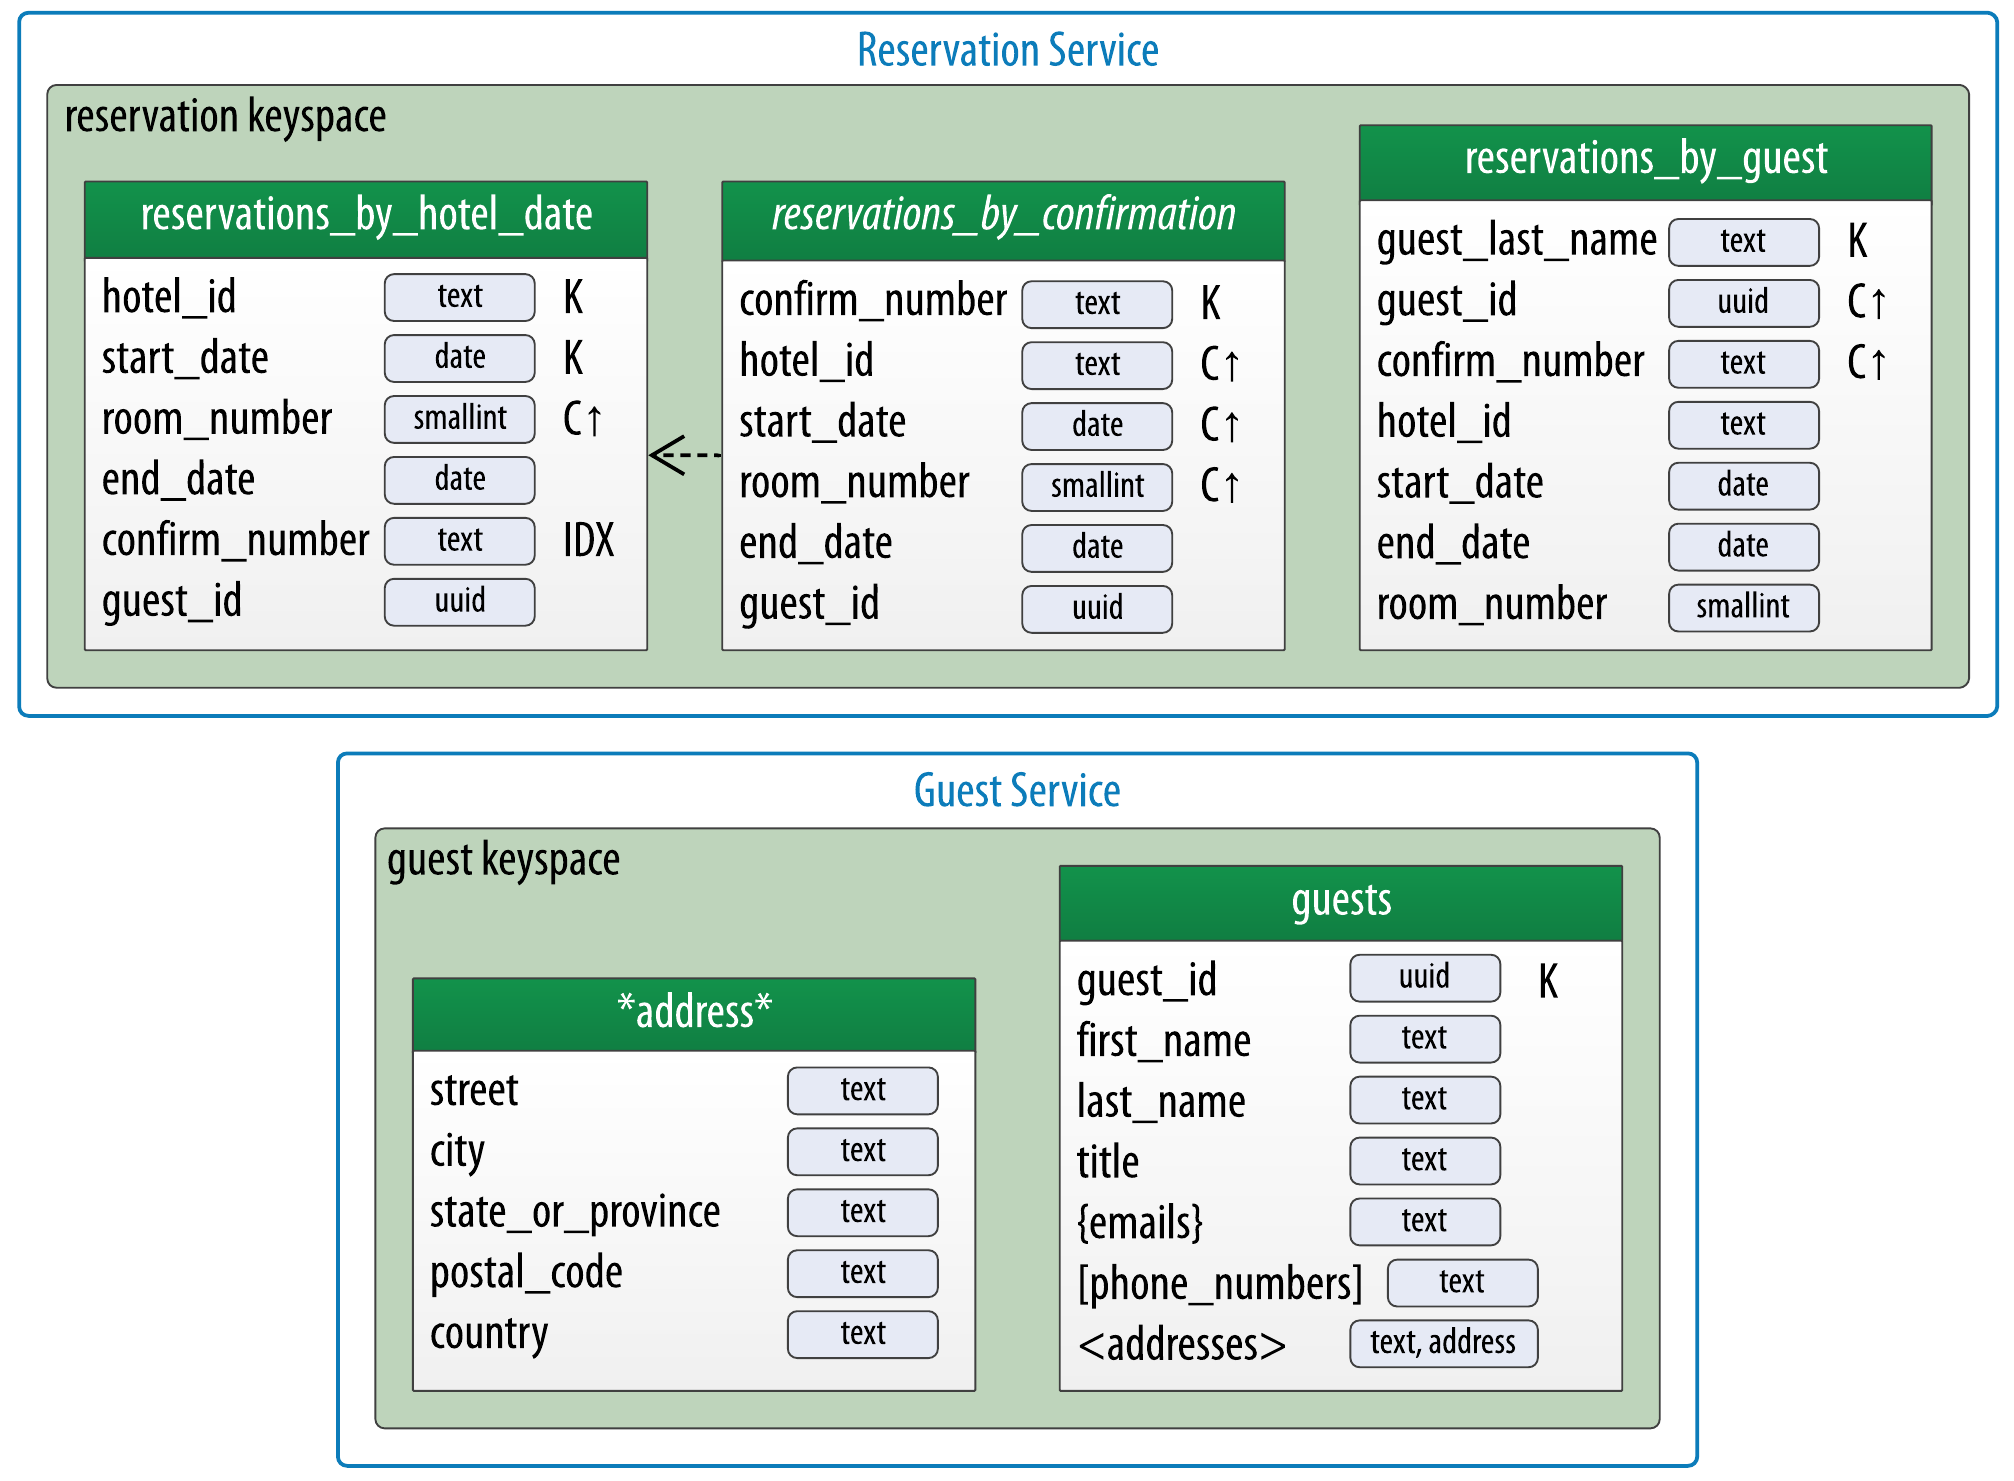 Reservation Service
reservation keyspace
reservations_by_hotel_date
hotel_id text K
start_date date K
room_number smallint C↑
end_date date
confirm_number text IDX
guest_id uuid
reservations_by_confirmation
confirm_number text K
hotel_id text C↑
start_date date C↑
room_number smallint C↑
end_date date
guest_id uuid
reservations_by_guest
guest_last_name text K
guest_id uuid C↑
confirm_number text C↑
hotel_id text
start_date date
end_date date
room_number smallint
Guest Service
guest keyspace
*address*
street text
city text
state_or_province text
postal_code text
country text
guests
guest_id uuid K
first_name text
last_name text
title text
{emails} text
[phone_numbers] text
<addresses> text, address